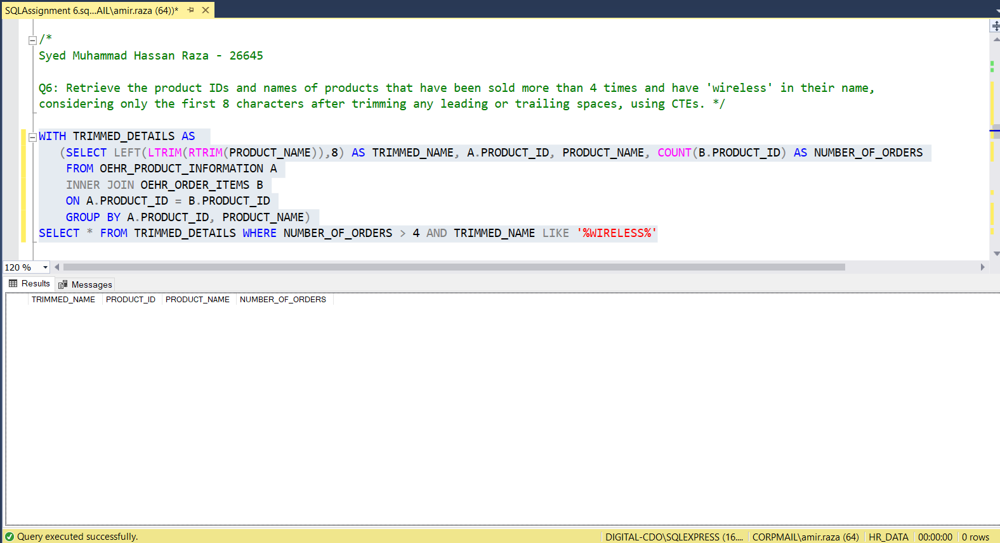 SQLAssignment 6.sq...AIL\amir.raza (64))*
/*
Syed Muhammad Hassan Raza - 26645
Q6: Retrieve the product IDs and names of products that have been sold more than 4 times and have 'wireless' in their name,
considering only the first 8 characters after trimming any leading or trailing spaces, using CTEs. */
WITH TRIMMED_DETAILS AS
(SELECT LEFT(LTRIM(RTRIM(PRODUCT_NAME)),8) AS TRIMMED_NAME, A.PRODUCT_ID, PRODUCT_NAME, COUNT(B.PRODUCT_ID) AS NUMBER_OF_ORDERS
FROM OEHR_PRODUCT_INFORMATION A
INNER JOIN OEHR_ORDER_ITEMS B
ON A.PRODUCT_ID = B.PRODUCT_ID
GROUP BY A.PRODUCT_ID, PRODUCT_NAME)
SELECT * FROM TRIMMED_DETAILS WHERE NUMBER_OF_ORDERS > 4 AND TRIMMED_NAME LIKE '%WIRELESS%'
120 %
Results Messages
TRIMMED_NAME PRODUCT_ID PRODUCT_NAME NUMBER_OF_ORDERS
Query executed successfully. DIGITAL-CDO\SQLEXPRESS (16.... CORPMAIL\amir.raza (64) HR_DATA 00:00:00 0 rows